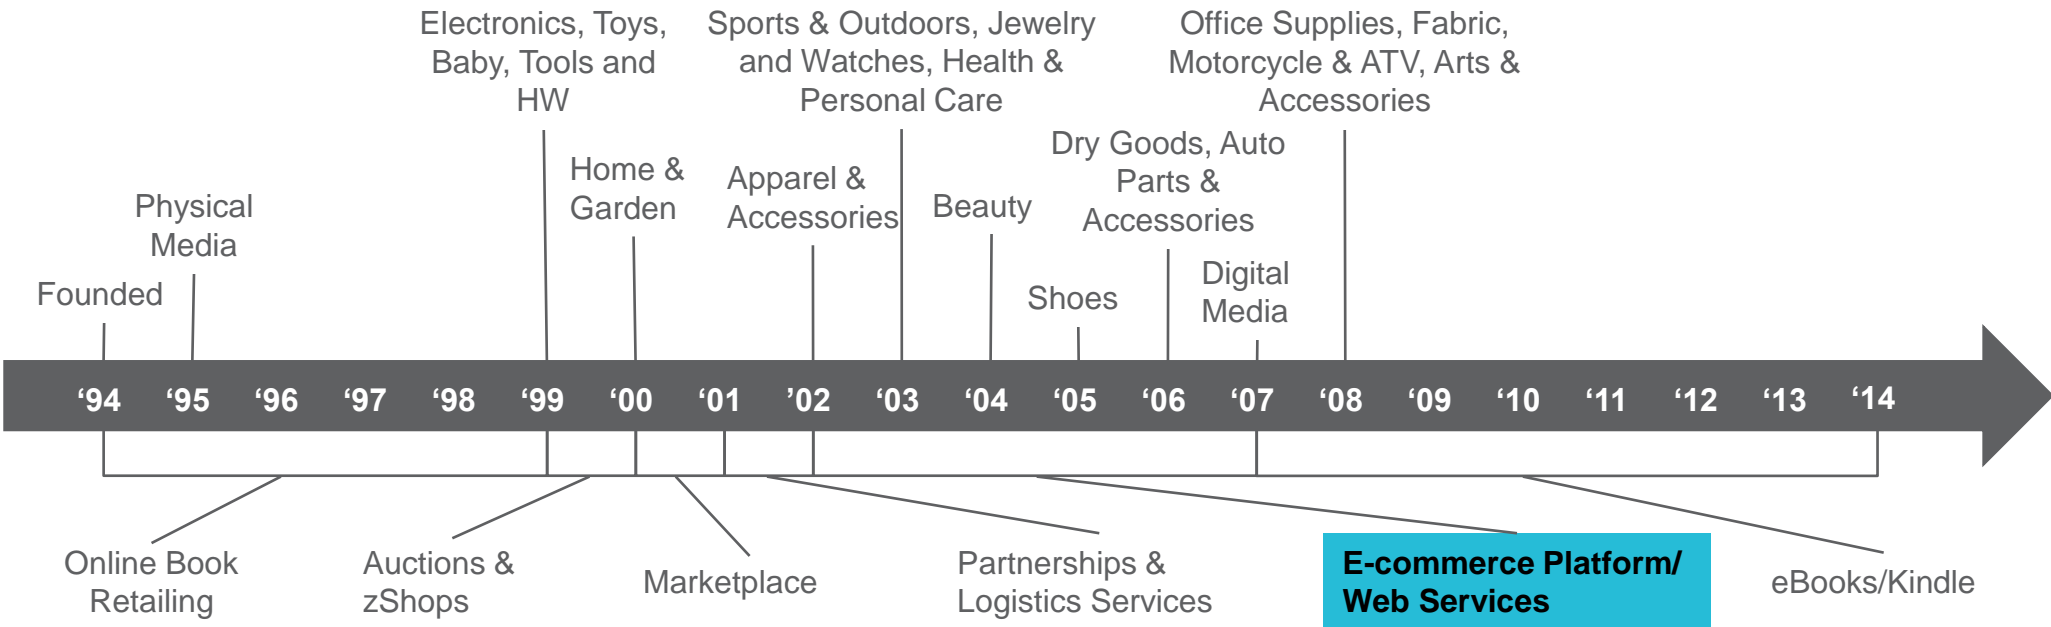 Electronics, Toys,
Baby, Tools and
HW
Sports & Outdoors, Jewelry
and Watches, Health &
Personal Care
Office Supplies, Fabric,
Motorcycle & ATV, Arts &
Accessories
Founded
Physical
Media
Home &
Garden
Apparel &
Accessories
Beauty
Shoes
Dry Goods, Auto
Parts &
Accessories
Digital
Media
‘94 ‘95 ‘96 ‘97 ‘98 ‘99 ‘00 ‘01 ’02 ‘03 ‘04 ‘05 ‘06 ‘07 ‘08 ‘09 ‘10 ‘11 ‘12 ‘13 ‘14
Online Book
Retailing
Auctions &
zShops
Marketplace
Partnerships &
Logistics Services
E-commerce Platform/
Web Services
eBooks/Kindle